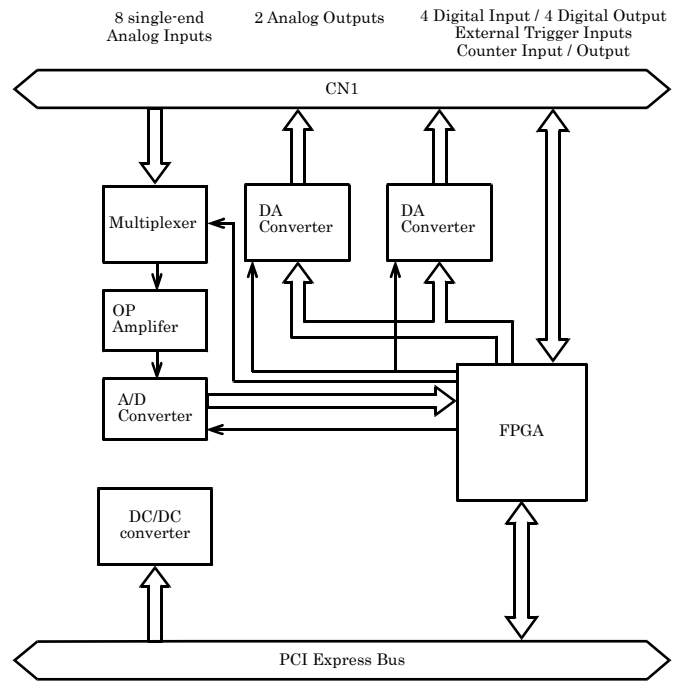 8 single-end
Analog Inputs
2 Analog Outputs
4 Digital Input / 4 Digital Output
External Trigger Inputs
Counter Input / Output
CN1
Multiplexer
DA
Converter
DA
Converter
OP
Amplifer
A/D
Converter
FPGA
DC/DC
converter
PCI Express Bus